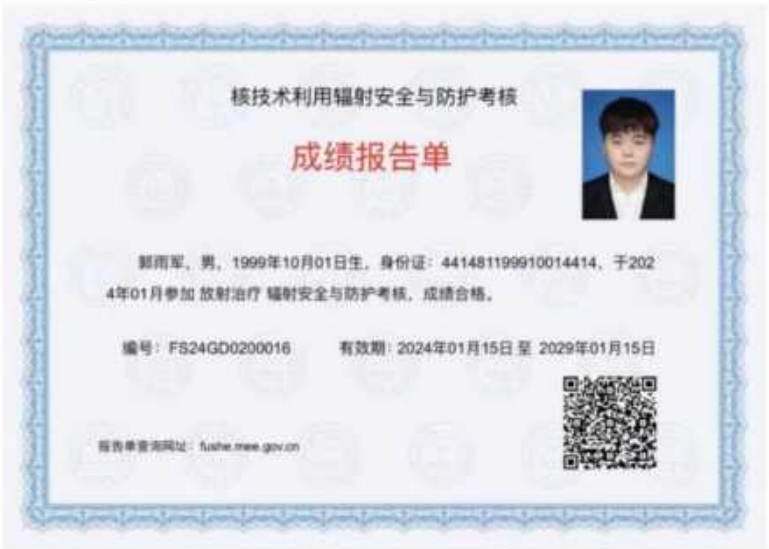 核技术利用辐射安全与防护考核
成绩报告单
郭雨军，男，1999年10月01日生，身份证：441481199910014414，于202
4年01月参加 放射治疗 辐射安全与防护考核，成绩合格。
编号：FS24GD0200016 有效期：2024年01月15日 至 2029年01月15日
报告单查询网址：fushe.mee.gov.cn